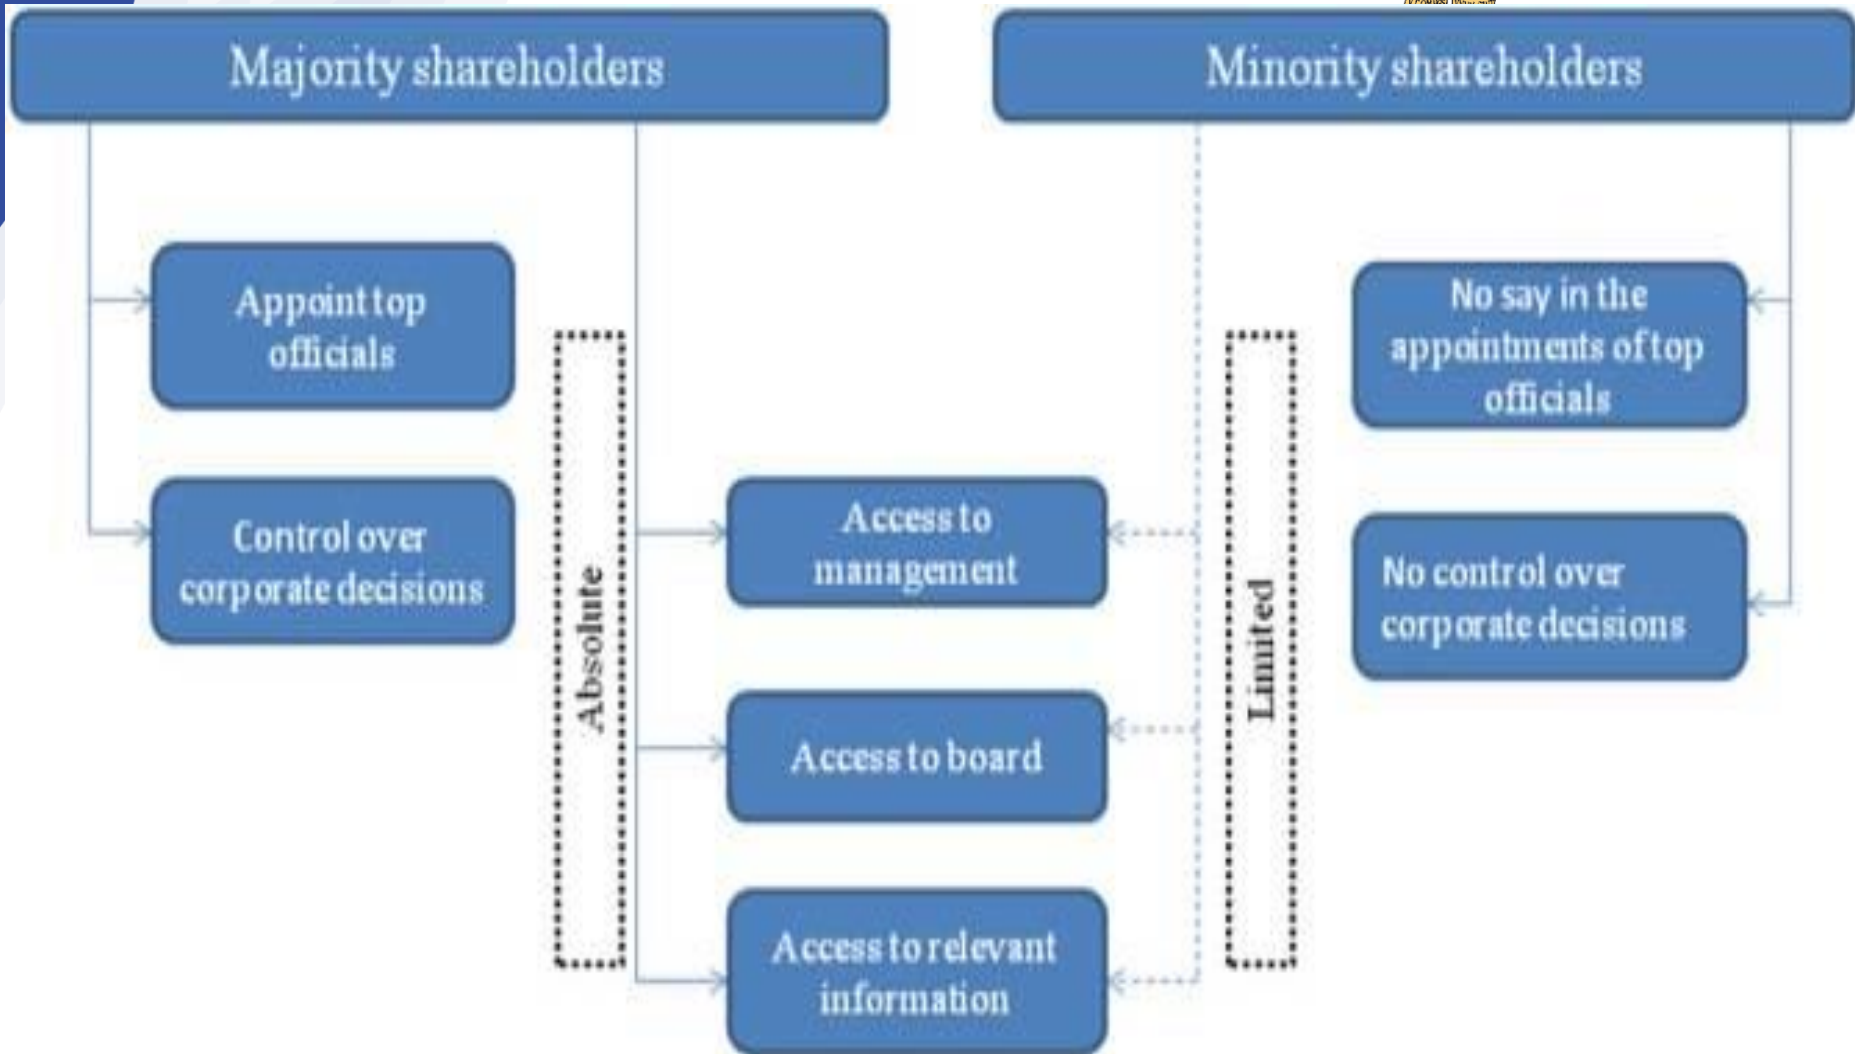 Majority shareholders
Minority shareholders
Appoint top
officials
Control over
corporate decisions
Absolute
Access to
management
Access to board
Access to relevant
information
Limited
No say in the
appointments of top
officials
No control over
corporate decisions